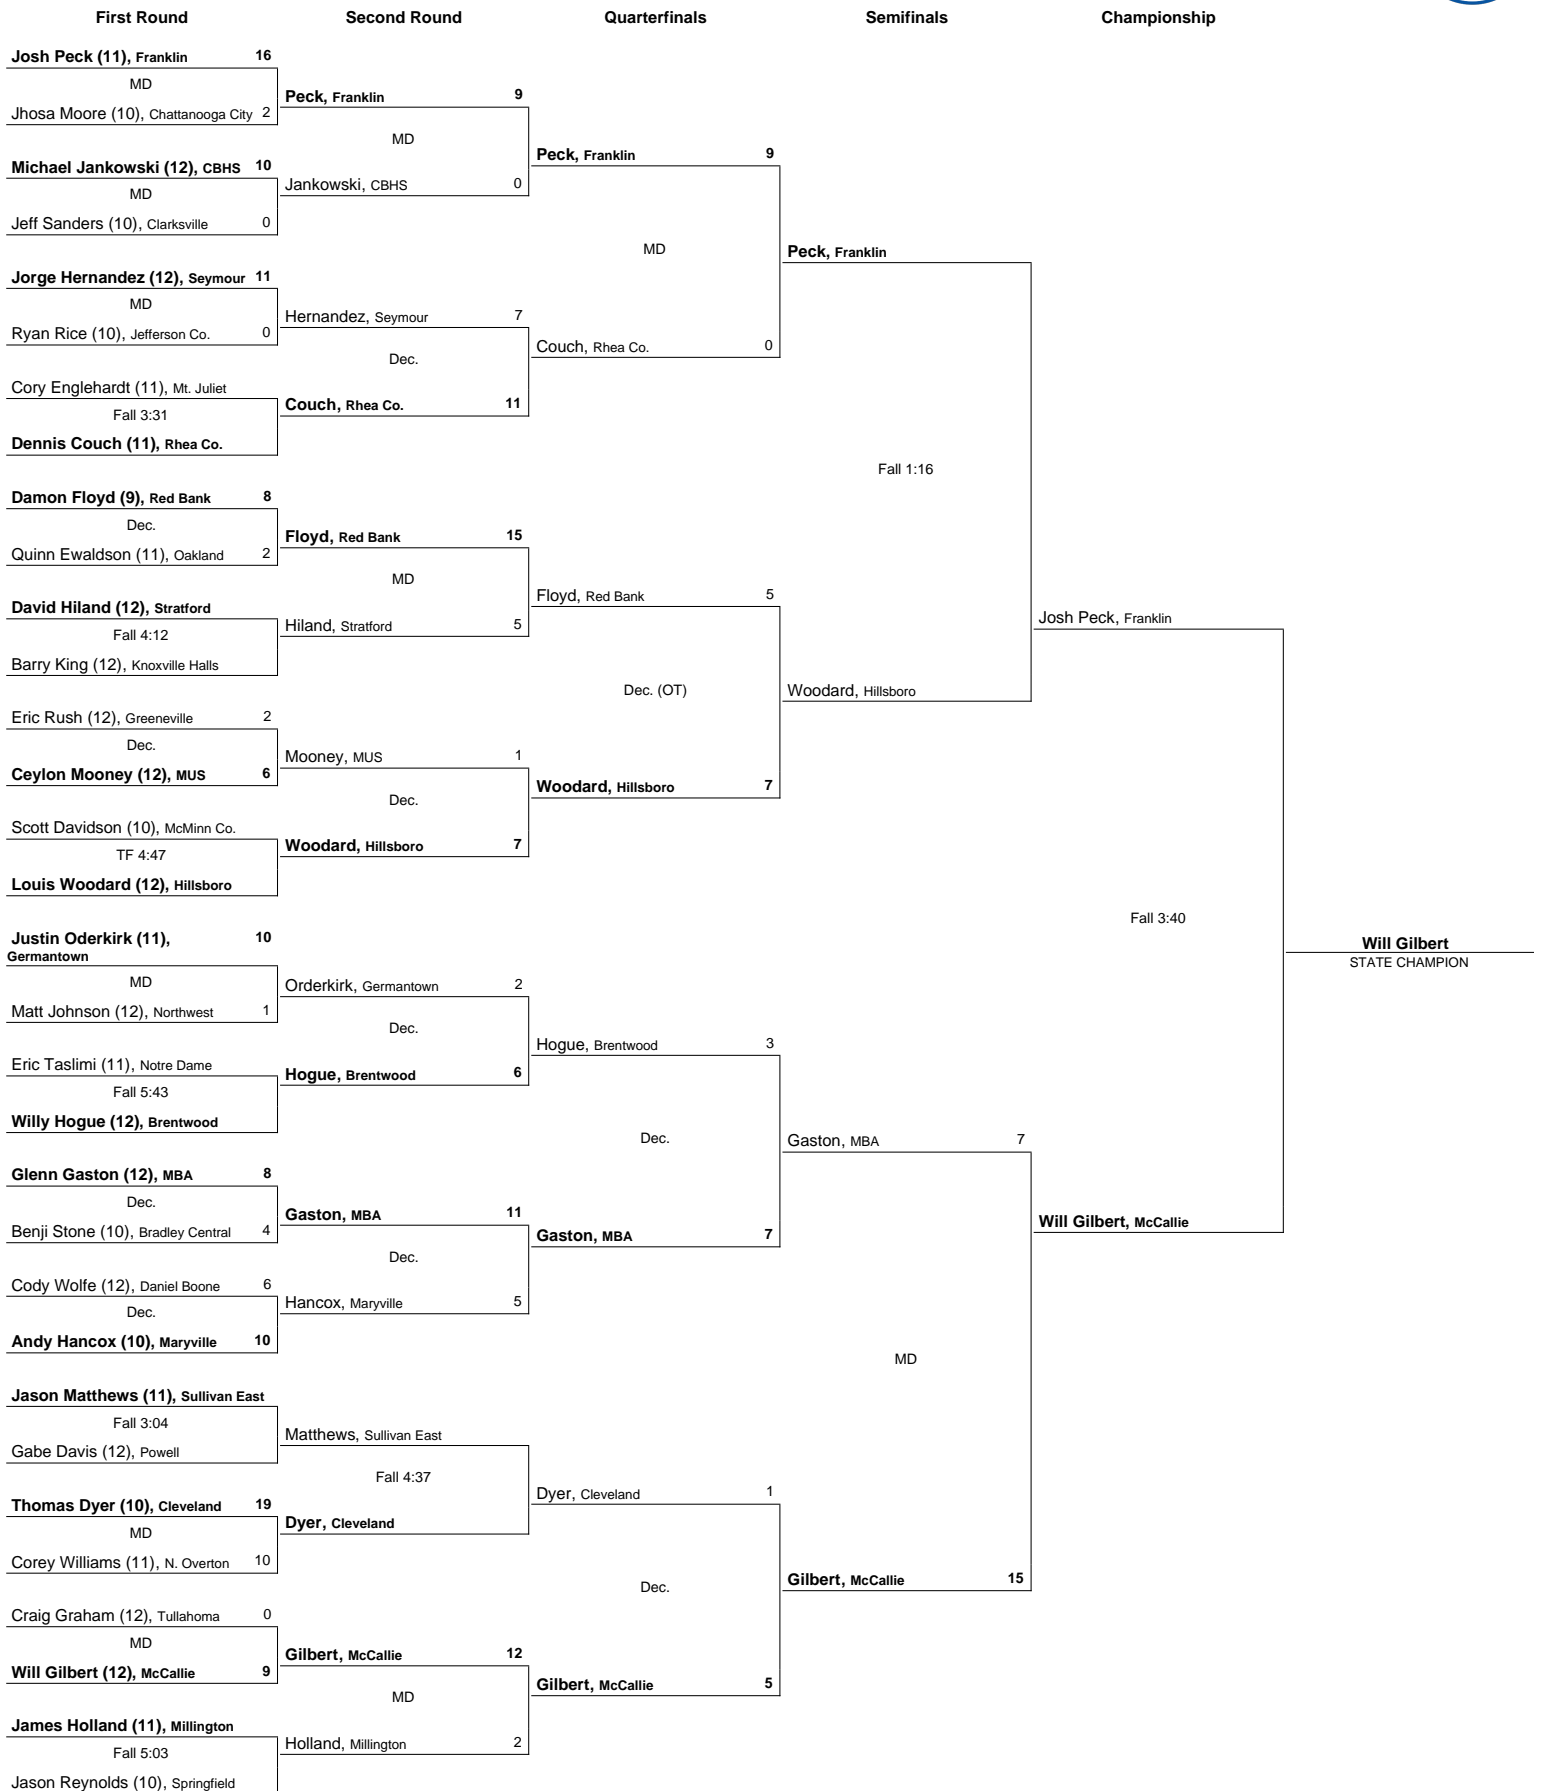 First Round Second Round Quarterfinals Semifinals Championship
Josh Peck (11), Franklin 16
MD
Jhosa Moore (10), Chattanooga City 2
Michael Jankowski (12), CBHS 10
MD
Jeff Sanders (10), Clarksville 0
Jorge Hernandez (12), Seymour 11
MD
Ryan Rice (10), Jefferson Co. 0
Cory Englehardt (11), Mt. Juliet
Fall 3:31
Dennis Couch (11), Rhea Co.
Damon Floyd (9), Red Bank 8
Dec.
Quinn Ewaldson (11), Oakland 2
David Hiland (12), Stratford
Fall 4:12
Barry King (12), Knoxville Halls
Eric Rush (12), Greeneville 2
Dec.
Ceylon Mooney (12), MUS 6
Scott Davidson (10), McMinn Co.
TF 4:47
Louis Woodard (12), Hillsboro
Justin Oderkirk (11), 10
Germantown
MD
Matt Johnson (12), Northwest 1
Eric Taslimi (11), Notre Dame
Fall 5:43
Willy Hogue (12), Brentwood
Glenn Gaston (12), MBA 8
Dec.
Benji Stone (10), Bradley Central 4
Cody Wolfe (12), Daniel Boone 6
Dec.
Andy Hancox (10), Maryville 10
Jason Matthews (11), Sullivan East
Fall 3:04
Gabe Davis (12), Powell
Thomas Dyer (10), Cleveland 19
MD
Corey Williams (11), N. Overton 10
Craig Graham (12), Tullahoma 0
MD
Will Gilbert (12), McCallie 9
James Holland (11), Millington
Fall 5:03
Jason Reynolds (10), Springfield
Peck, Franklin 9
MD
Jankowski, CBHS 0
Hernandez, Seymour 7
Dec.
Couch, Rhea Co. 11
Floyd, Red Bank 15
MD
Hiland, Stratford 5
Mooney, MUS 1
Dec.
Woodard, Hillsboro 7
Orderkirk, Germantown 2
Dec.
Hogue, Brentwood 6
Gaston, MBA 11
Dec.
Hancox, Maryville 5
Matthews, Sullivan East
Fall 4:37
Dyer, Cleveland
Gilbert, McCallie 12
MD
Holland, Millington 2
Peck, Franklin 9
MD
Couch, Rhea Co. 0
Floyd, Red Bank 5
Dec. (OT)
Woodard, Hillsboro 7
Hogue, Brentwood 3
Dec.
Gaston, MBA 7
Dyer, Cleveland 1
Dec.
Gilbert, McCallie 5
Peck, Franklin
Fall 1:16
Woodard, Hillsboro
Gaston, MBA 7
MD
Gilbert, McCallie 15
Josh Peck, Franklin
Fall 3:40
Will Gilbert, McCallie
Will Gilbert
STATE CHAMPION